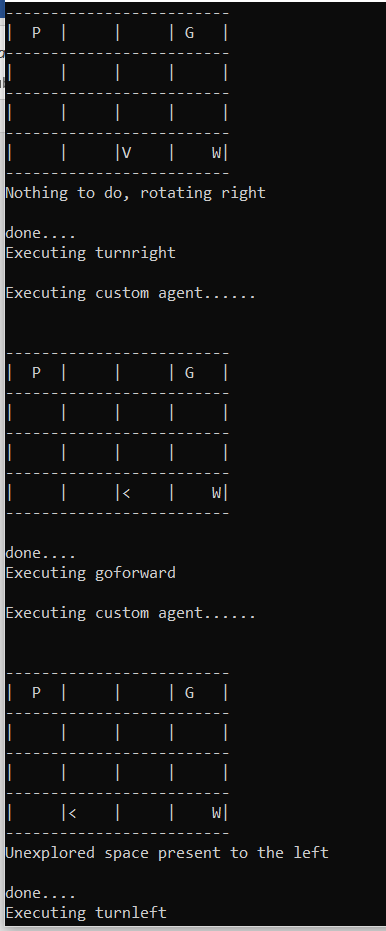 -------------------------
|  P  |     |     | G   |
-------------------------
|     |     |     |     |
-------------------------
|     |     |     |     |
-------------------------
|     |     |V    |    W|
-------------------------
Nothing to do, rotating right
done....
Executing turnright
Executing custom agent......
-------------------------
|  P  |     |     | G   |
-------------------------
|     |     |     |     |
-------------------------
|     |     |     |     |
-------------------------
|     |     |<    |    W|
-------------------------
done....
Executing goforward
Executing custom agent......
-------------------------
|  P  |     |     | G   |
-------------------------
|     |     |     |     |
-------------------------
|     |     |     |     |
-------------------------
|     |<    |     |    W|
-------------------------
Unexplored space present to the left
done....
Executing turnleft